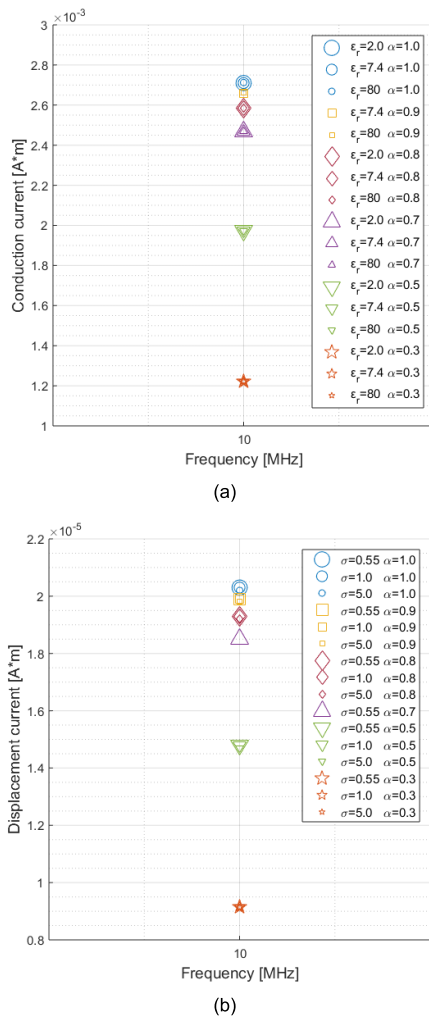 ×10⁻³
3
2.8
2.6
2.4
2.2
2
1.8
1.6
1.4
1.2
1
Conduction current [A*m]
10
Frequency [MHz]
εr=2.0 α=1.0
εr=7.4 α=1.0
εr=80 α=1.0
εr=7.4 α=0.9
εr=80 α=0.9
εr=2.0 α=0.8
εr=7.4 α=0.8
εr=80 α=0.8
εr=2.0 α=0.7
εr=7.4 α=0.7
εr=80 α=0.7
εr=2.0 α=0.5
εr=7.4 α=0.5
εr=80 α=0.5
εr=2.0 α=0.3
εr=7.4 α=0.3
εr=80 α=0.3
(a)
×10⁻⁵
2.2
2
1.8
1.6
1.4
1.2
1
0.8
Displacement current [A*m]
10
Frequency [MHz]
σ=0.55 α=1.0
σ=1.0 α=1.0
σ=5.0 α=1.0
σ=0.55 α=0.9
σ=1.0 α=0.9
σ=5.0 α=0.9
σ=0.55 α=0.8
σ=1.0 α=0.8
σ=5.0 α=0.8
σ=0.55 α=0.7
σ=0.55 α=0.5
σ=1.0 α=0.5
σ=5.0 α=0.5
σ=0.55 α=0.3
σ=1.0 α=0.3
σ=5.0 α=0.3
(b)